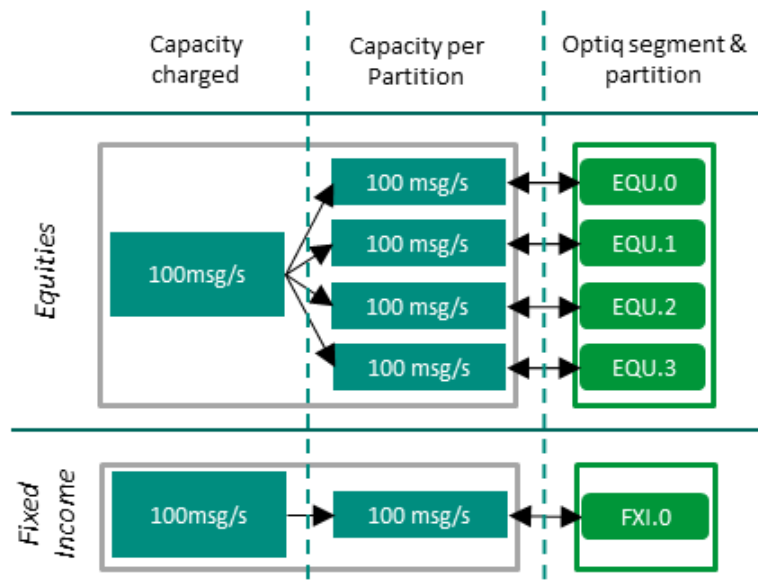 Capacity
charged
Capacity per
Partition
Optiq segment &
partition
Equities
100msg/s
100 msg/s
EQU.0
100 msg/s
EQU.1
100 msg/s
EQU.2
100 msg/s
EQU.3
Fixed
Income
100msg/s
100 msg/s
FXI.0